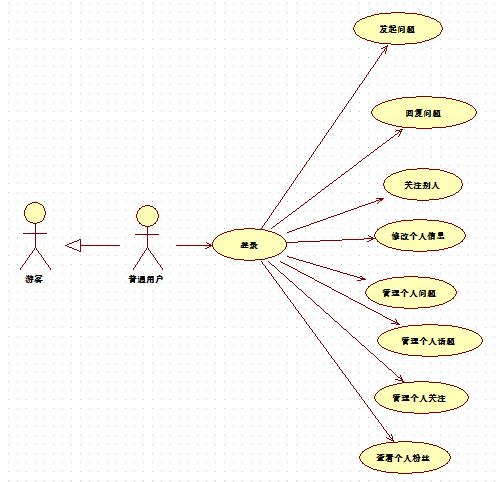 发起问题
回复问题
关注别人
修改个人信息
游客
普通用户
登录
管理个人问题
管理个人话题
管理个人关注
查看个人粉丝